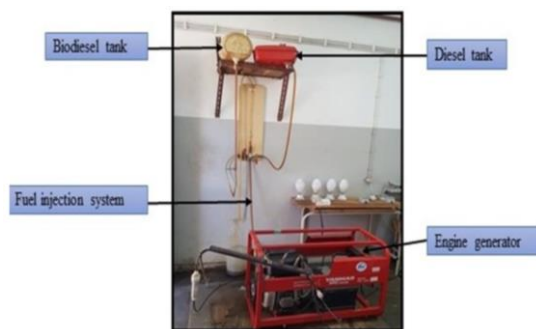 Biodiesel tank
Diesel tank
Fuel injection system
Engine generator